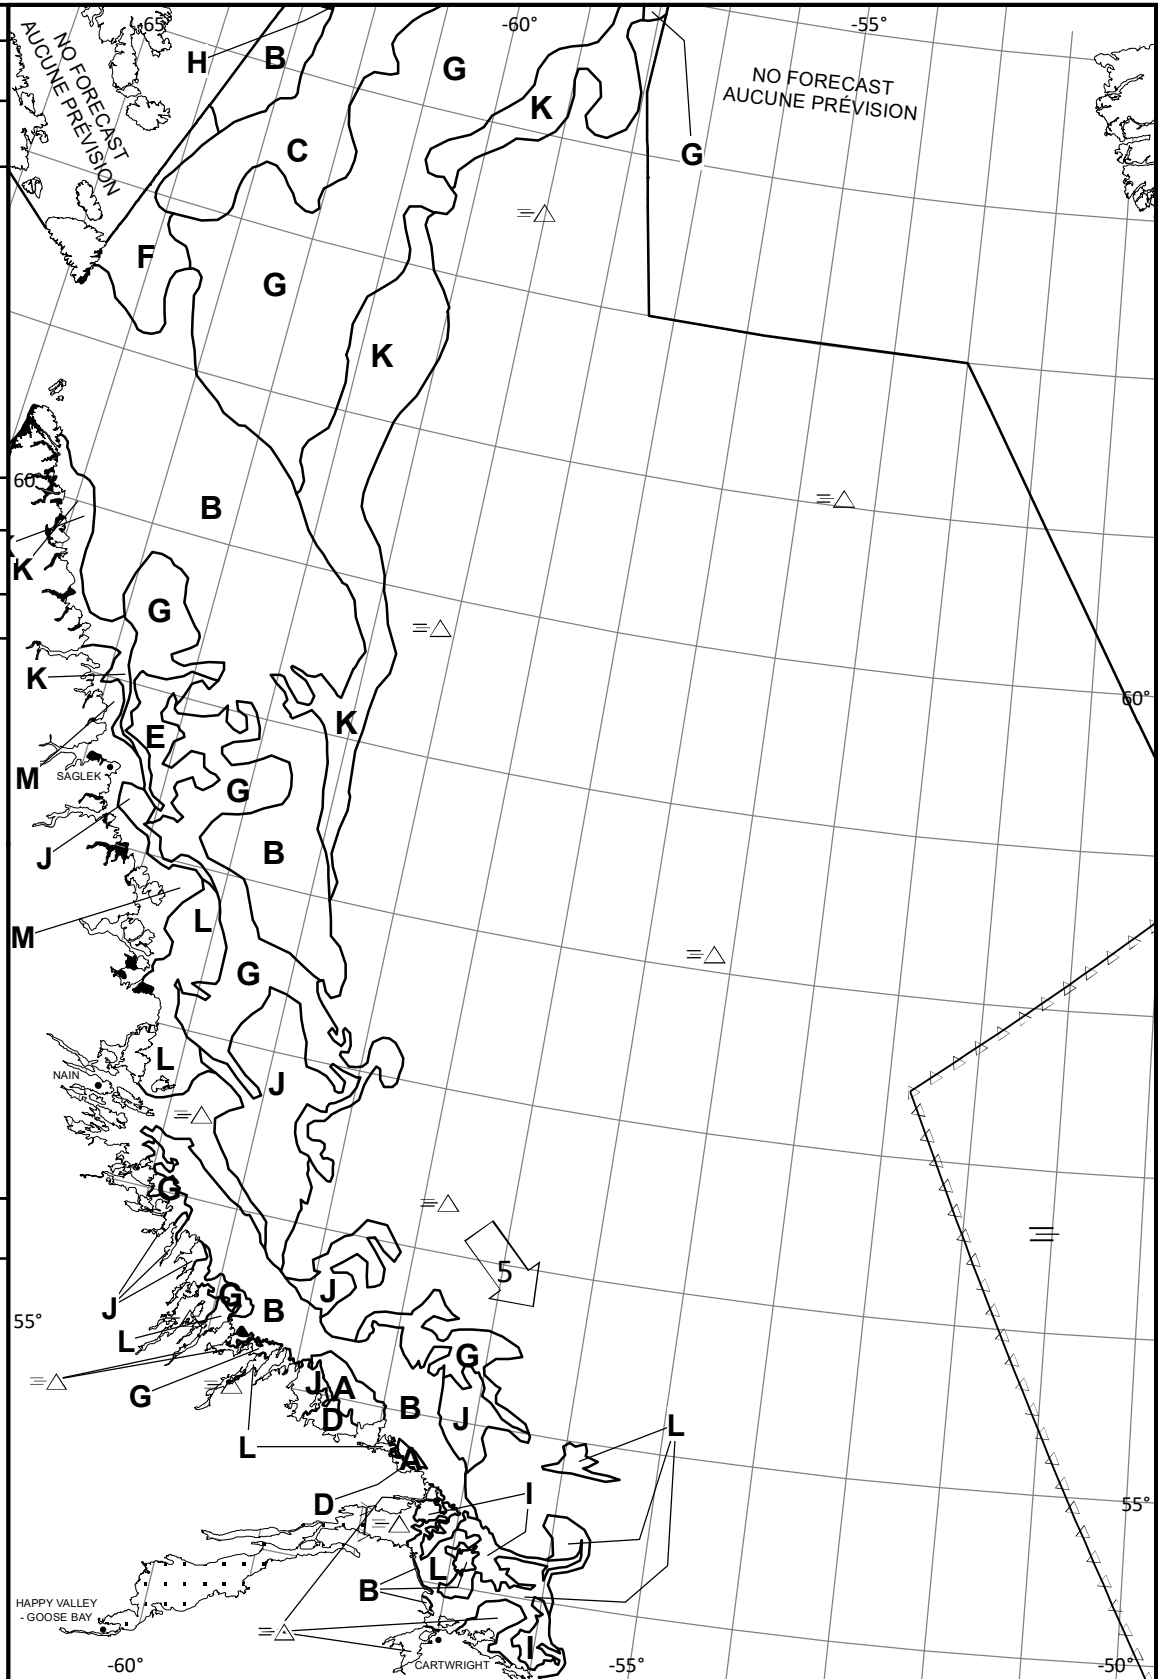 -65°
-60°
-55°
NO FORECAST
AUCUNE PRÉVISION
H
B
G
K
NO FORECAST
AUCUNE PRÉVISION
C
G
F
G
K
60°
B
K
G
K
K
E
M
SAGLEK
G
J
B
L
M
G
L
NAIN
J
G
5
J
J
G
B
55°
L
G
G
J
A
B
D
J
L
L
A
D
I
L
B
HAPPY VALLEY
- GOOSE BAY
I
CARTWRIGHT
60°
55°
-60°
-55°
-50°